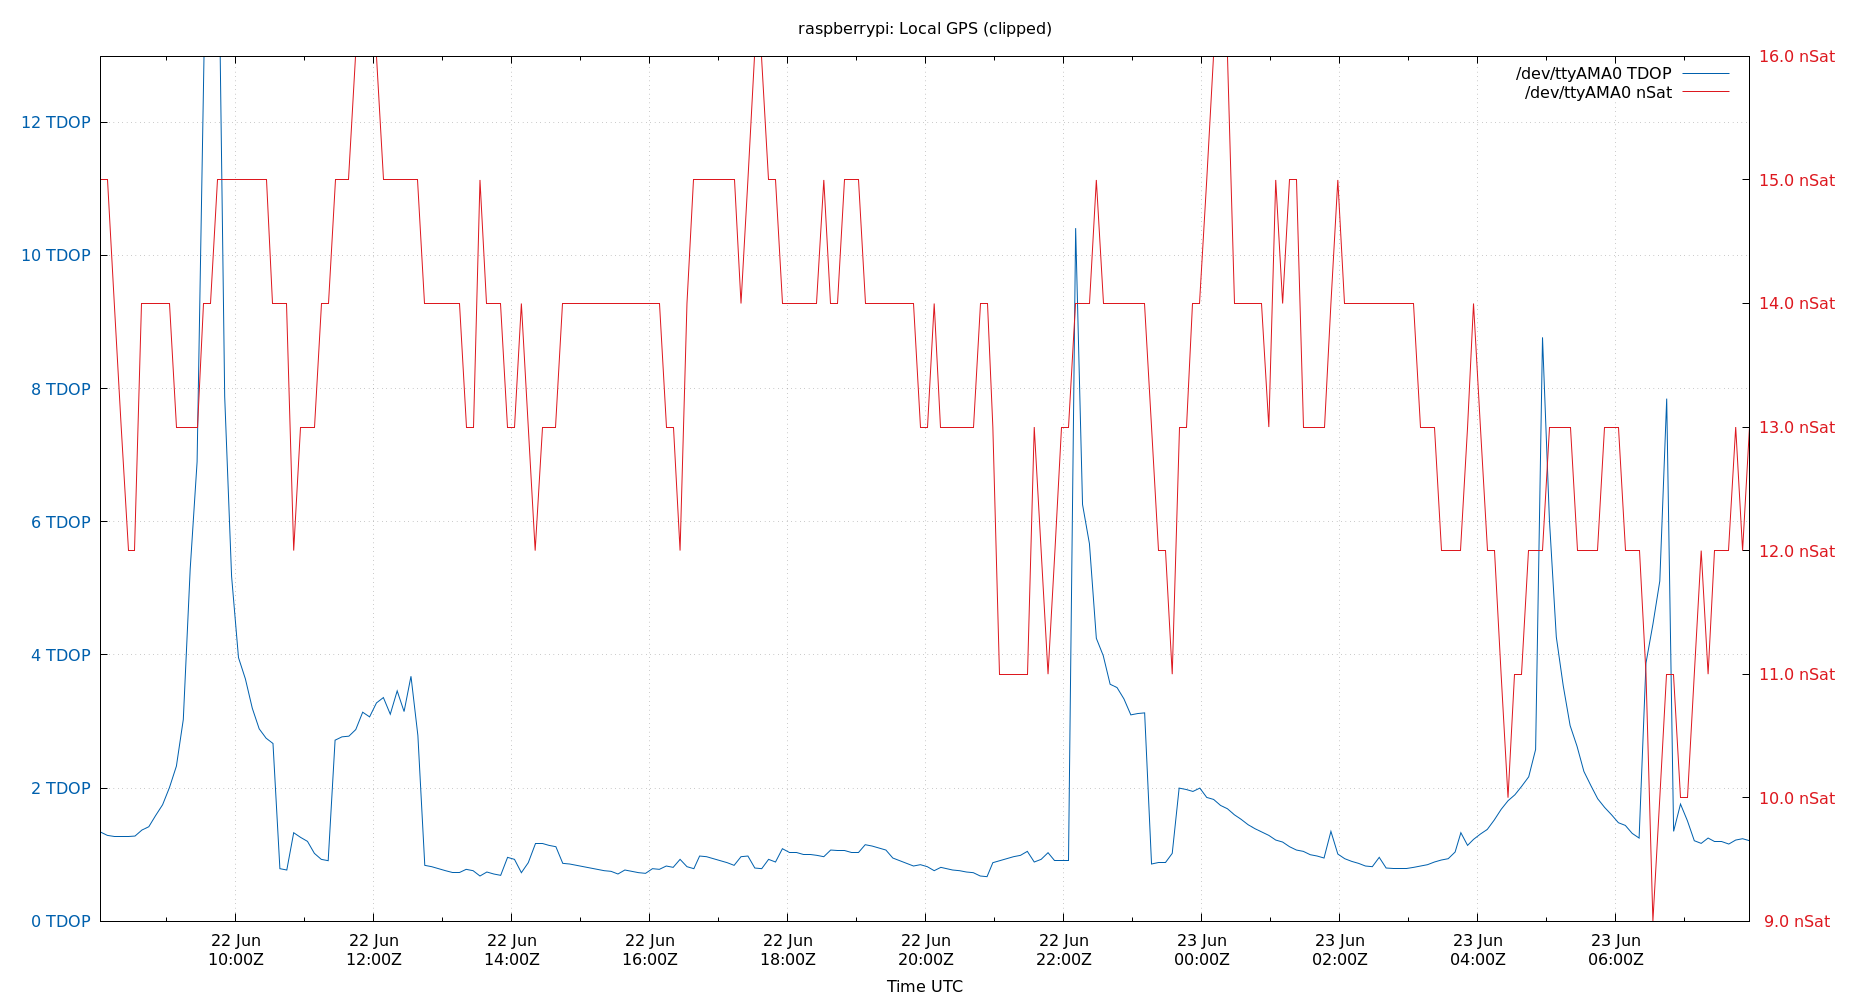 raspberrypi: Local GPS (clipped)
/dev/ttyAMA0 TDOP
/dev/ttyAMA0 nSat
12 TDOP
10 TDOP
8 TDOP
6 TDOP
4 TDOP
2 TDOP
0 TDOP
16.0 nSat
15.0 nSat
14.0 nSat
13.0 nSat
12.0 nSat
11.0 nSat
10.0 nSat
9.0 nSat
22 Jun 22 Jun 22 Jun 22 Jun 22 Jun 22 Jun 22 Jun 23 Jun 23 Jun 23 Jun 23 Jun
10:00Z 12:00Z 14:00Z 16:00Z 18:00Z 20:00Z 22:00Z 00:00Z 02:00Z 04:00Z 06:00Z
Time UTC